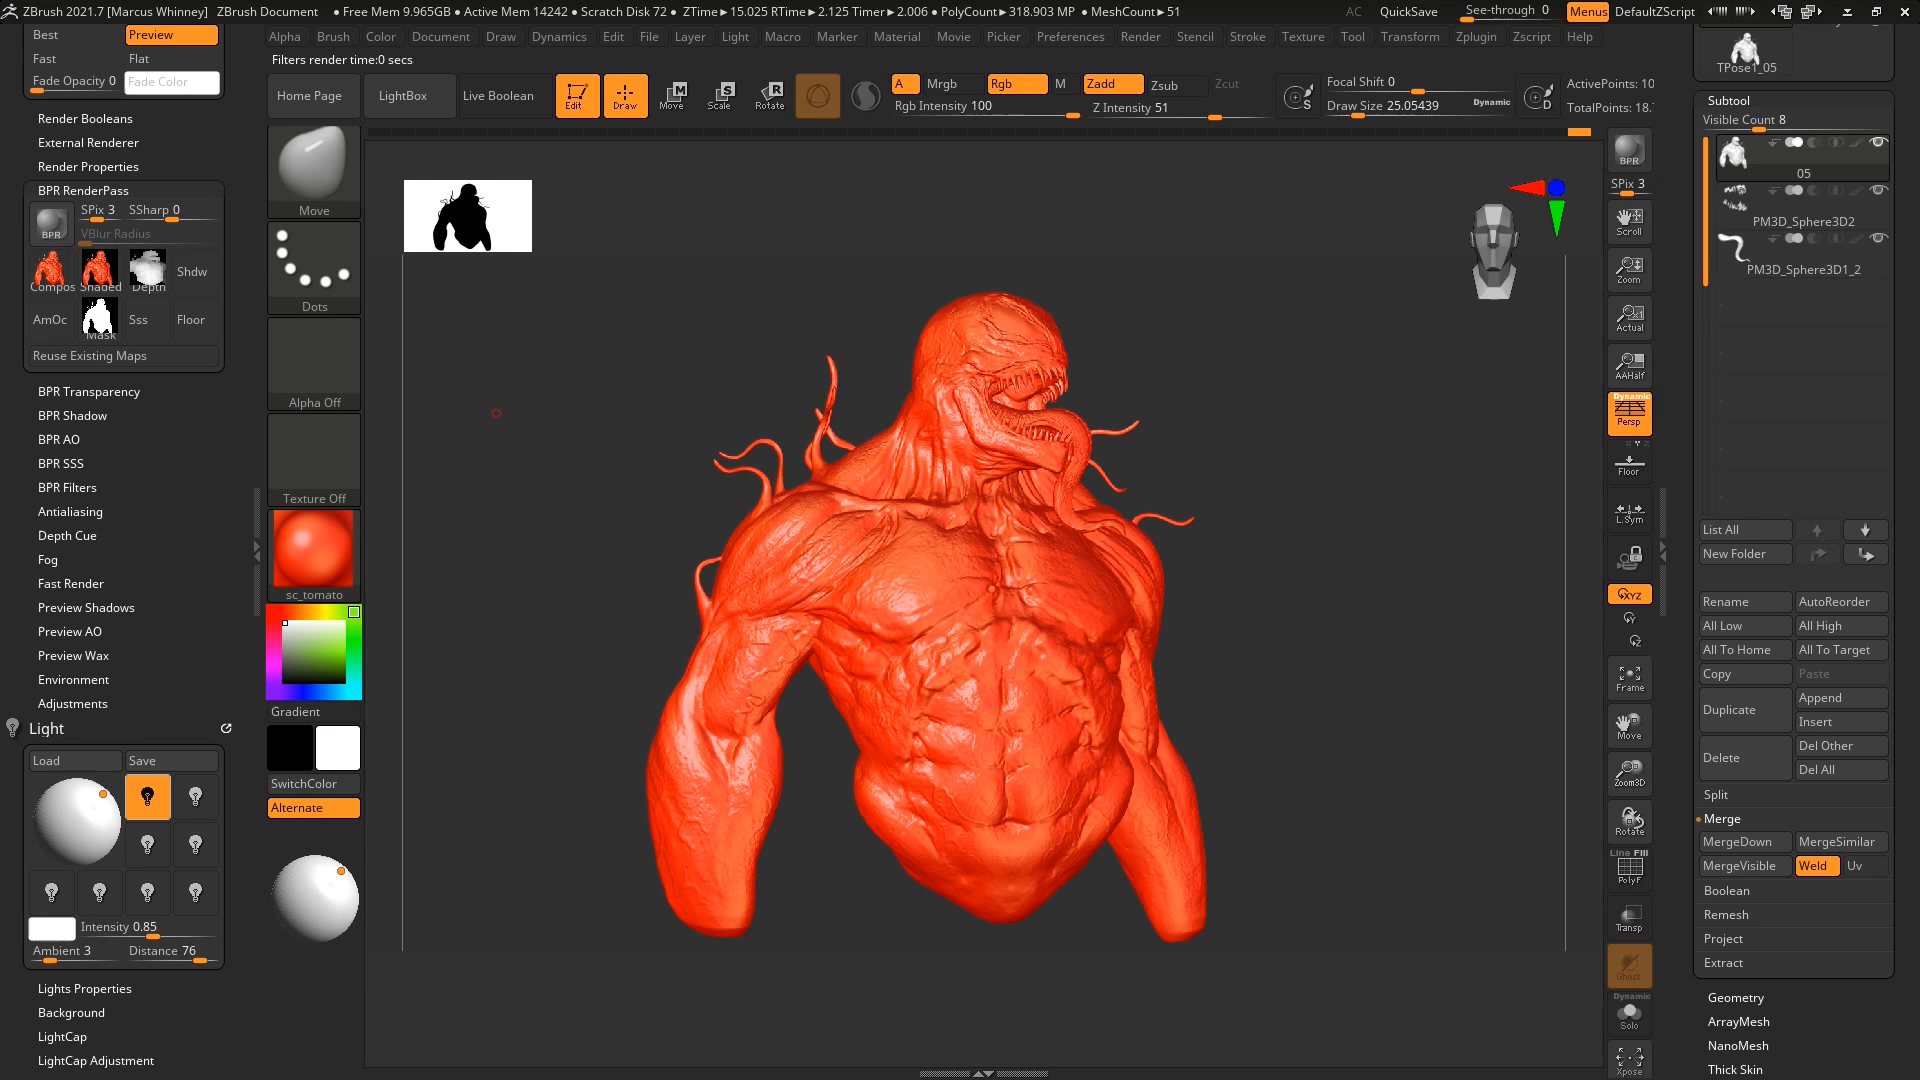 ZBrush 2021.7 [Marcus Whinney] ZBrush Document ● Free Mem 9.965GB ● Active Mem 14242 ● Scratch Disk 72 ● ZTime►15.025 RTime►2.125 Timer►2.006 ● PolyCount►318.903 MP ● MeshCount►51 AC QuickSave See-through 0 Menus DefaultZScript
Alpha Brush Color Document Draw Dynamics Edit File Layer Light Macro Marker Material Movie Picker Preferences Render Stencil Stroke Texture Tool Transform Zplugin Zscript Help
Filters render time:0 secs
Home Page LightBox Live Boolean Edit Draw Move Scale Rotate
A Mrgb Rgb M Zadd Zsub Zcut
Rgb Intensity 100 Z Intensity 51
Focal Shift 0
Draw Size 25.05439 Dynamic
S
D
ActivePoints: 10
TotalPoints: 18.
Best Preview
Fast Flat
Fade Opacity 0 Fade Color
Render Booleans
External Renderer
Render Properties
BPR RenderPass
BPR SPix 3 SSharp 0
VBlur Radius
Compos Shaded Depth Shdw
AmOc Mask Sss Floor
Reuse Existing Maps
BPR Transparency
BPR Shadow
BPR AO
BPR SSS
BPR Filters
Antialiasing
Depth Cue
Fog
Fast Render
Preview Shadows
Preview AO
Preview Wax
Environment
Adjustments
Light
Load Save
Intensity 0.85
Ambient 3 Distance 76
Lights Properties
Background
LightCap
LightCap Adjustment
Move
Dots
Alpha Off
Texture Off
sc_tomato
Gradient
SwitchColor
Alternate
BPR
SPix 3
Scroll
Zoom
Actual
AAHalf
Dynamic
Persp
Floor
L.Sym
XYZ
Y
Z
Frame
Move
Zoom3D
Rotate
Line Fill
PolyF
Transp
Ghost
Dynamic
Solo
Xpose
TPose1_05
Subtool
Visible Count 8
05
PM3D_Sphere3D2
PM3D_Sphere3D1_2
List All
New Folder
Rename AutoReorder
All Low All High
All To Home All To Target
Copy Paste
Duplicate Append
Insert
Delete Del Other
Del All
Split
Merge
MergeDown MergeSimilar
MergeVisible Weld Uv
Boolean
Remesh
Project
Extract
Geometry
ArrayMesh
NanoMesh
Thick Skin